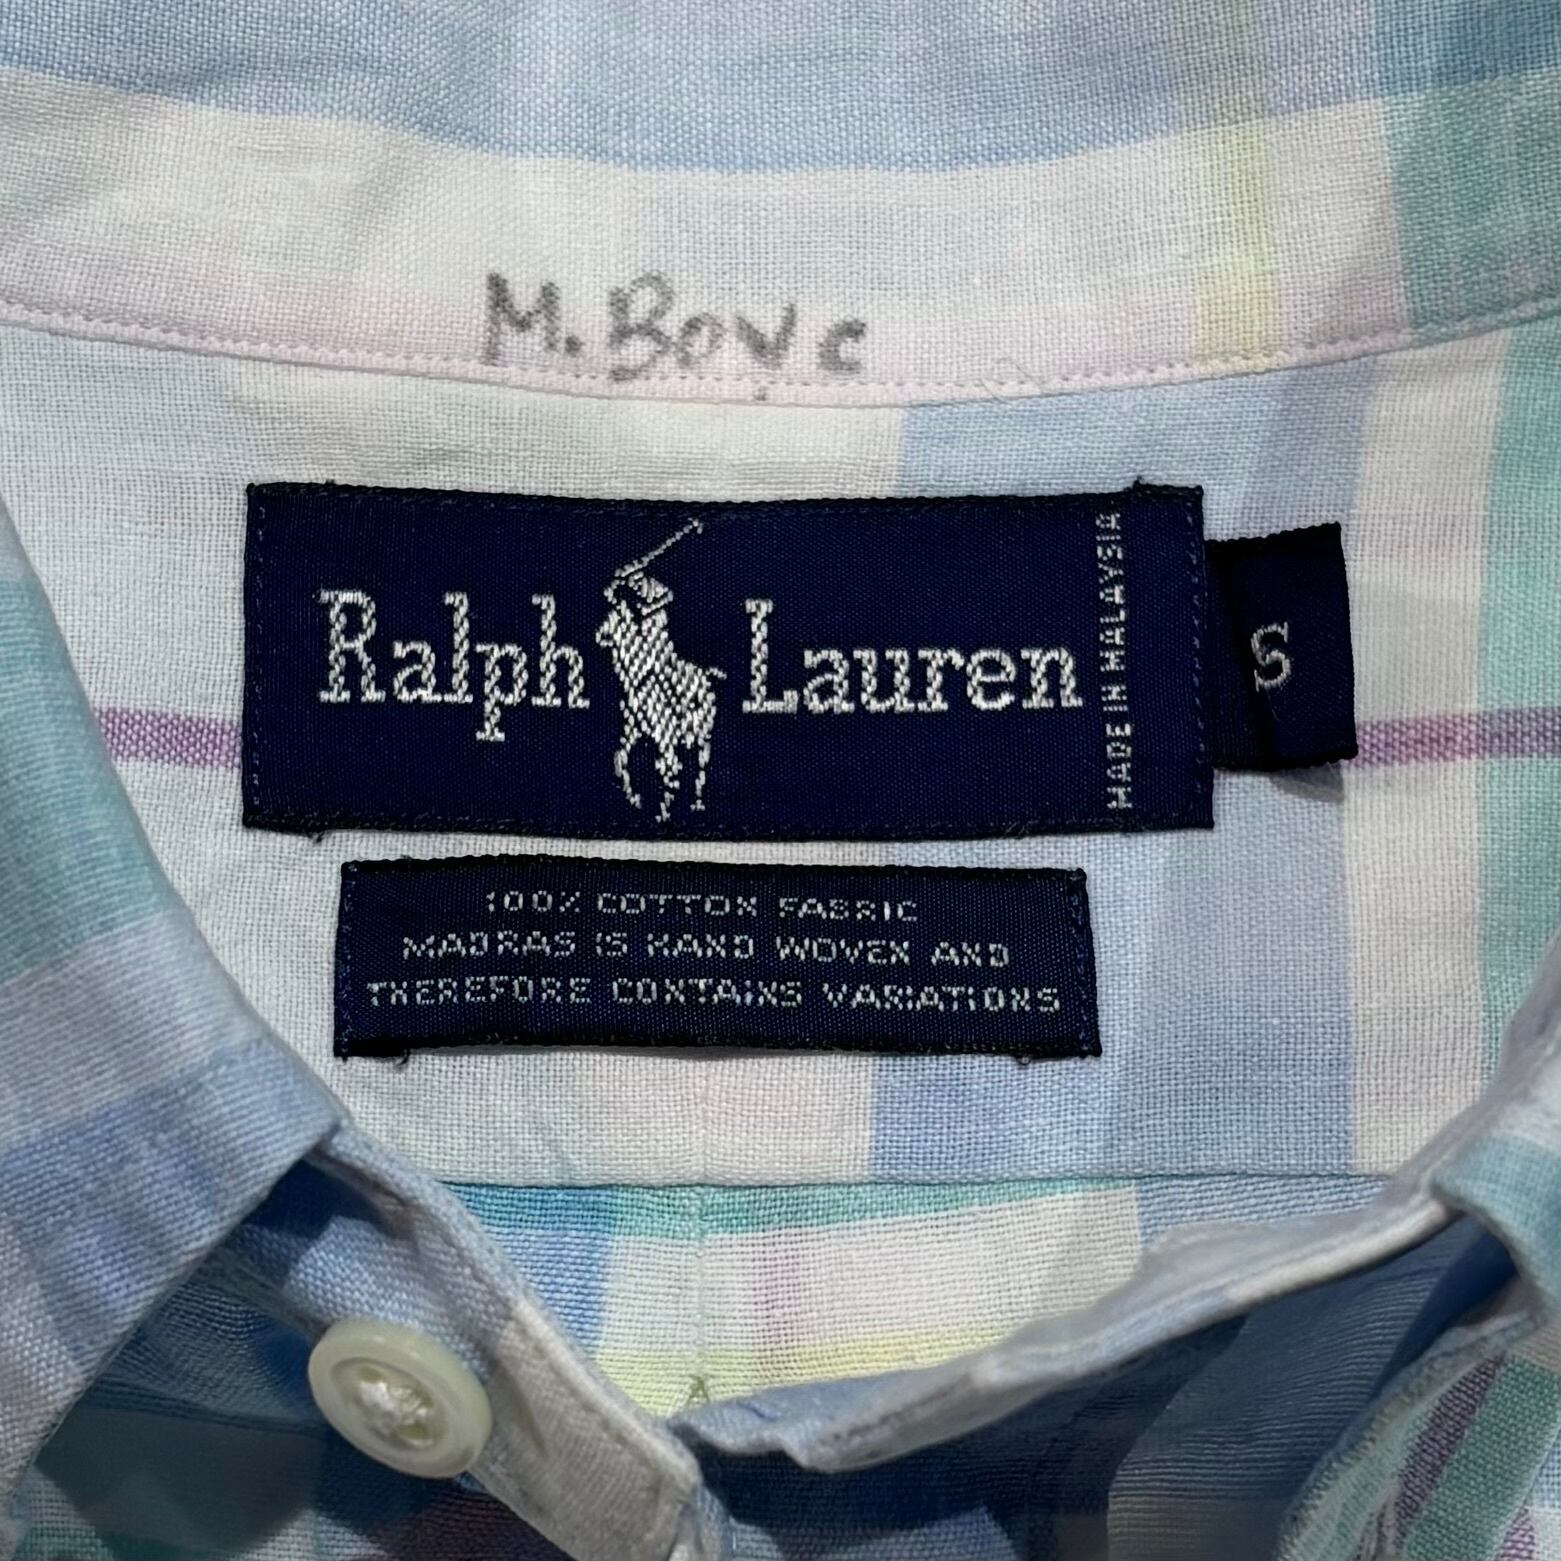 M. Bove
Ralph Lauren
MADE IN MALAYSIA
S
100% COTTON FABRIC
MADRAS IS HAND WOVEN AND
THEREFORE CONTAINS VARIATIONS